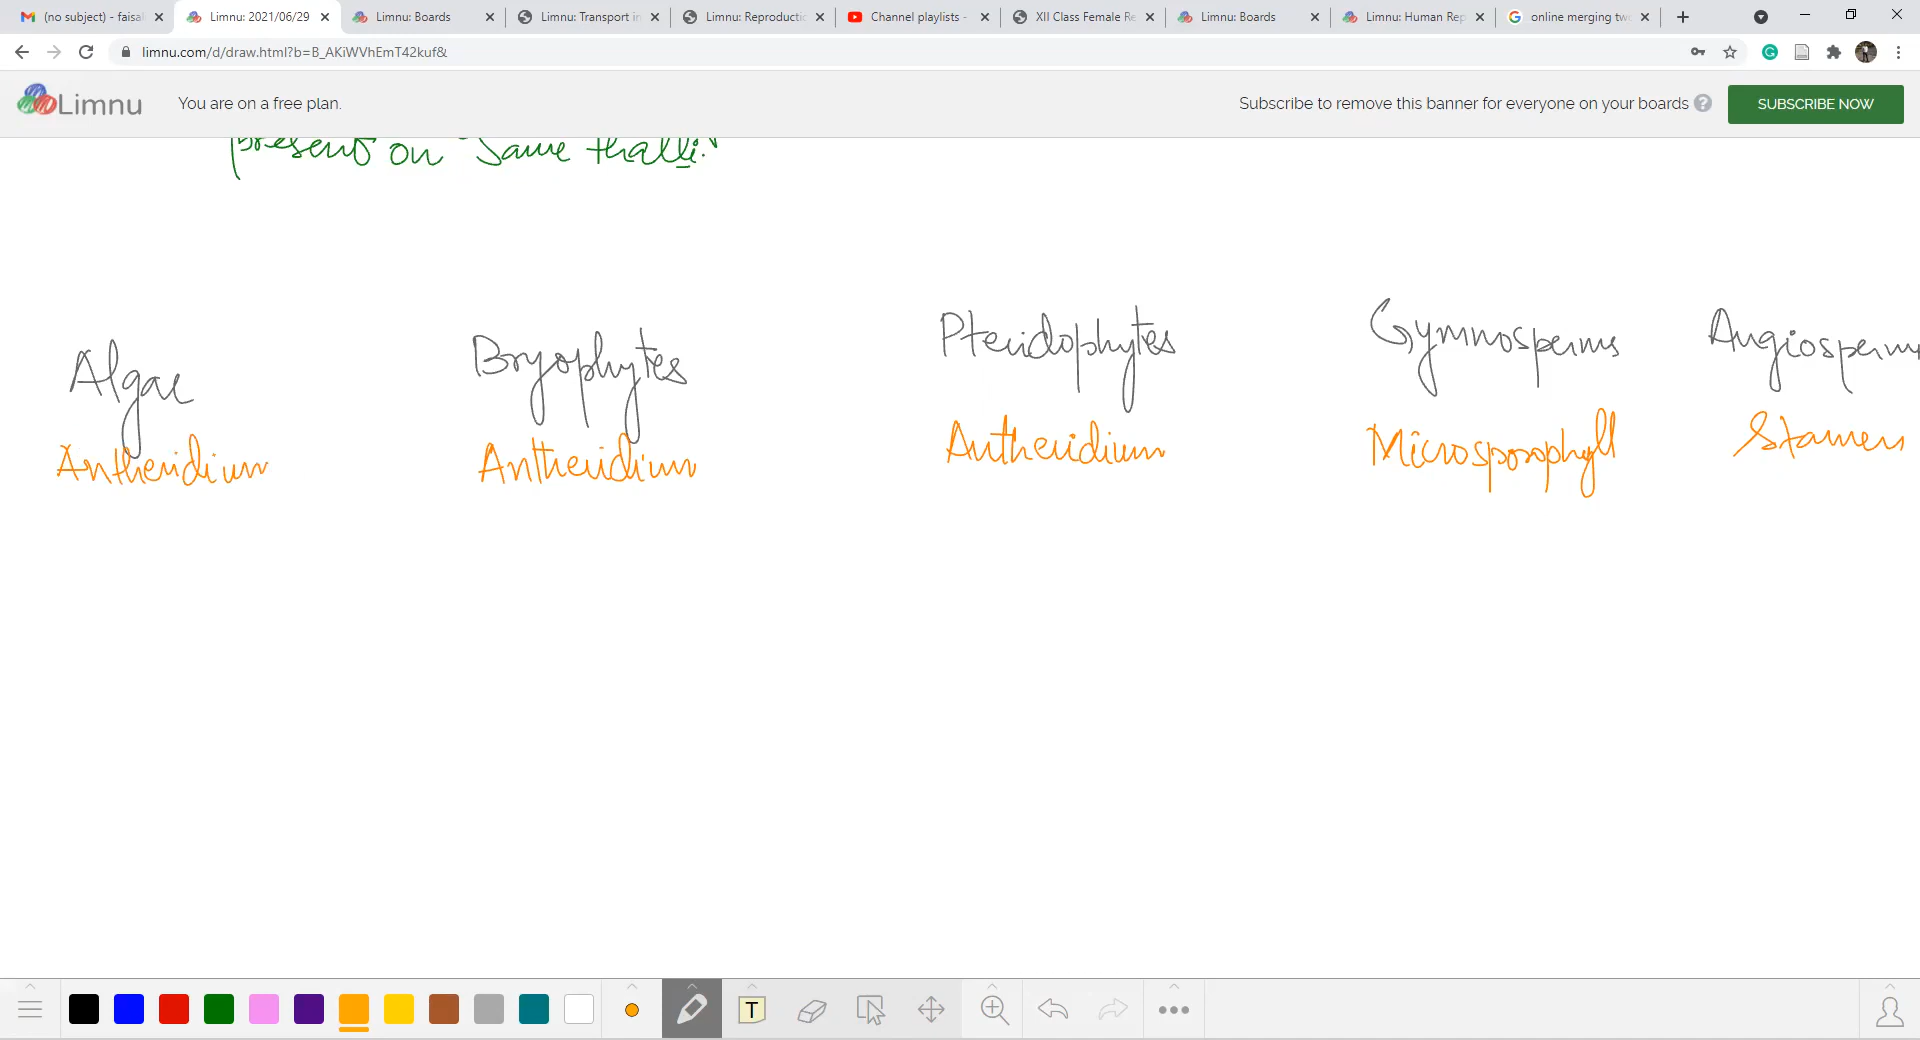 (no subject) - faisal
Limnu: 2021/06/29
Limnu: Boards
Limnu: Transport in
Limnu: Reproductio
Channel playlists -
XII Class Female Re
Limnu: Boards
Limnu: Human Rep
online merging two
limnu.com/d/draw.html?b=B_AKiWVhEmT42kuf&
Limnu
You are on a free plan.
Subscribe to remove this banner for everyone on your boards
SUBSCRIBE NOW
present on same thalli.
Algae
Bryophytes
Pteridophytes
Gymnosperms
Angiosperm
Antheridium
Antheridium
Antheridium
Microsporophyll
Stamen
T